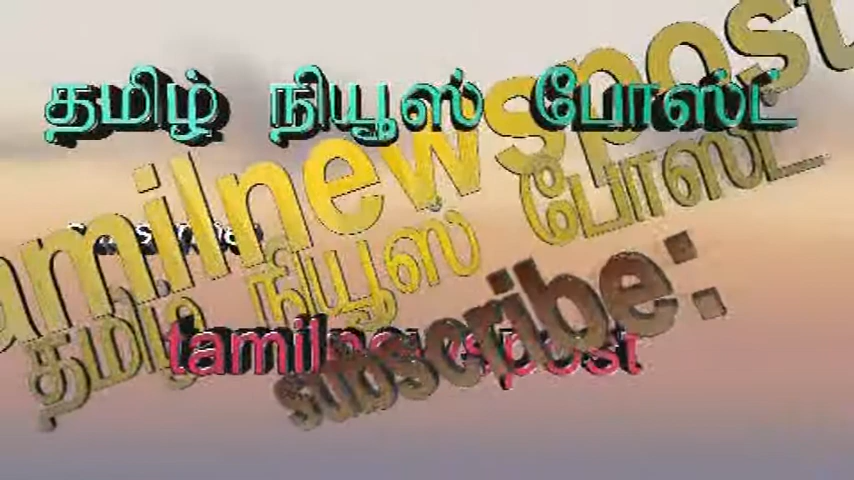 தமிழ் நியூஸ் போஸ்ட்
tamilnewspost
தமிழ் நியூஸ் போஸ்ட்
subscribe:
tamilnewspost